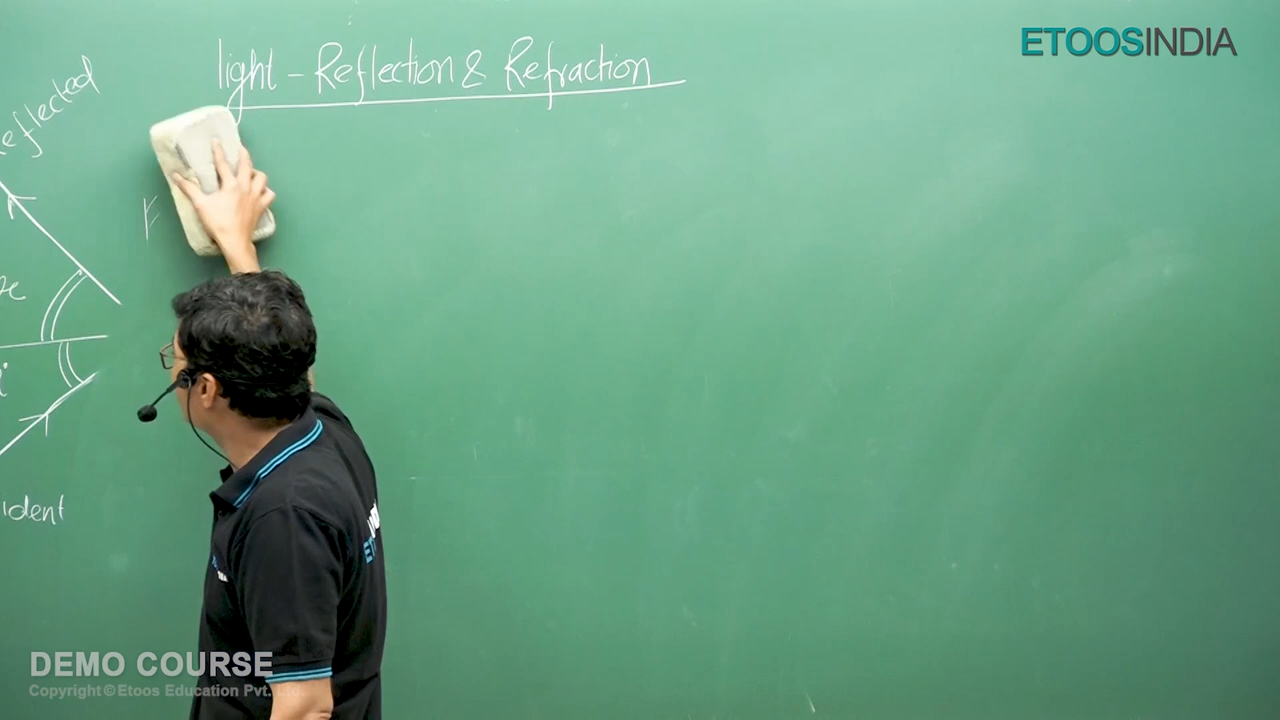 light - Reflection & Refraction
ETOOSINDIA
eflected
i
ident
DEMO COURSE
Copyright © Etoos Education Pvt. Ltd.